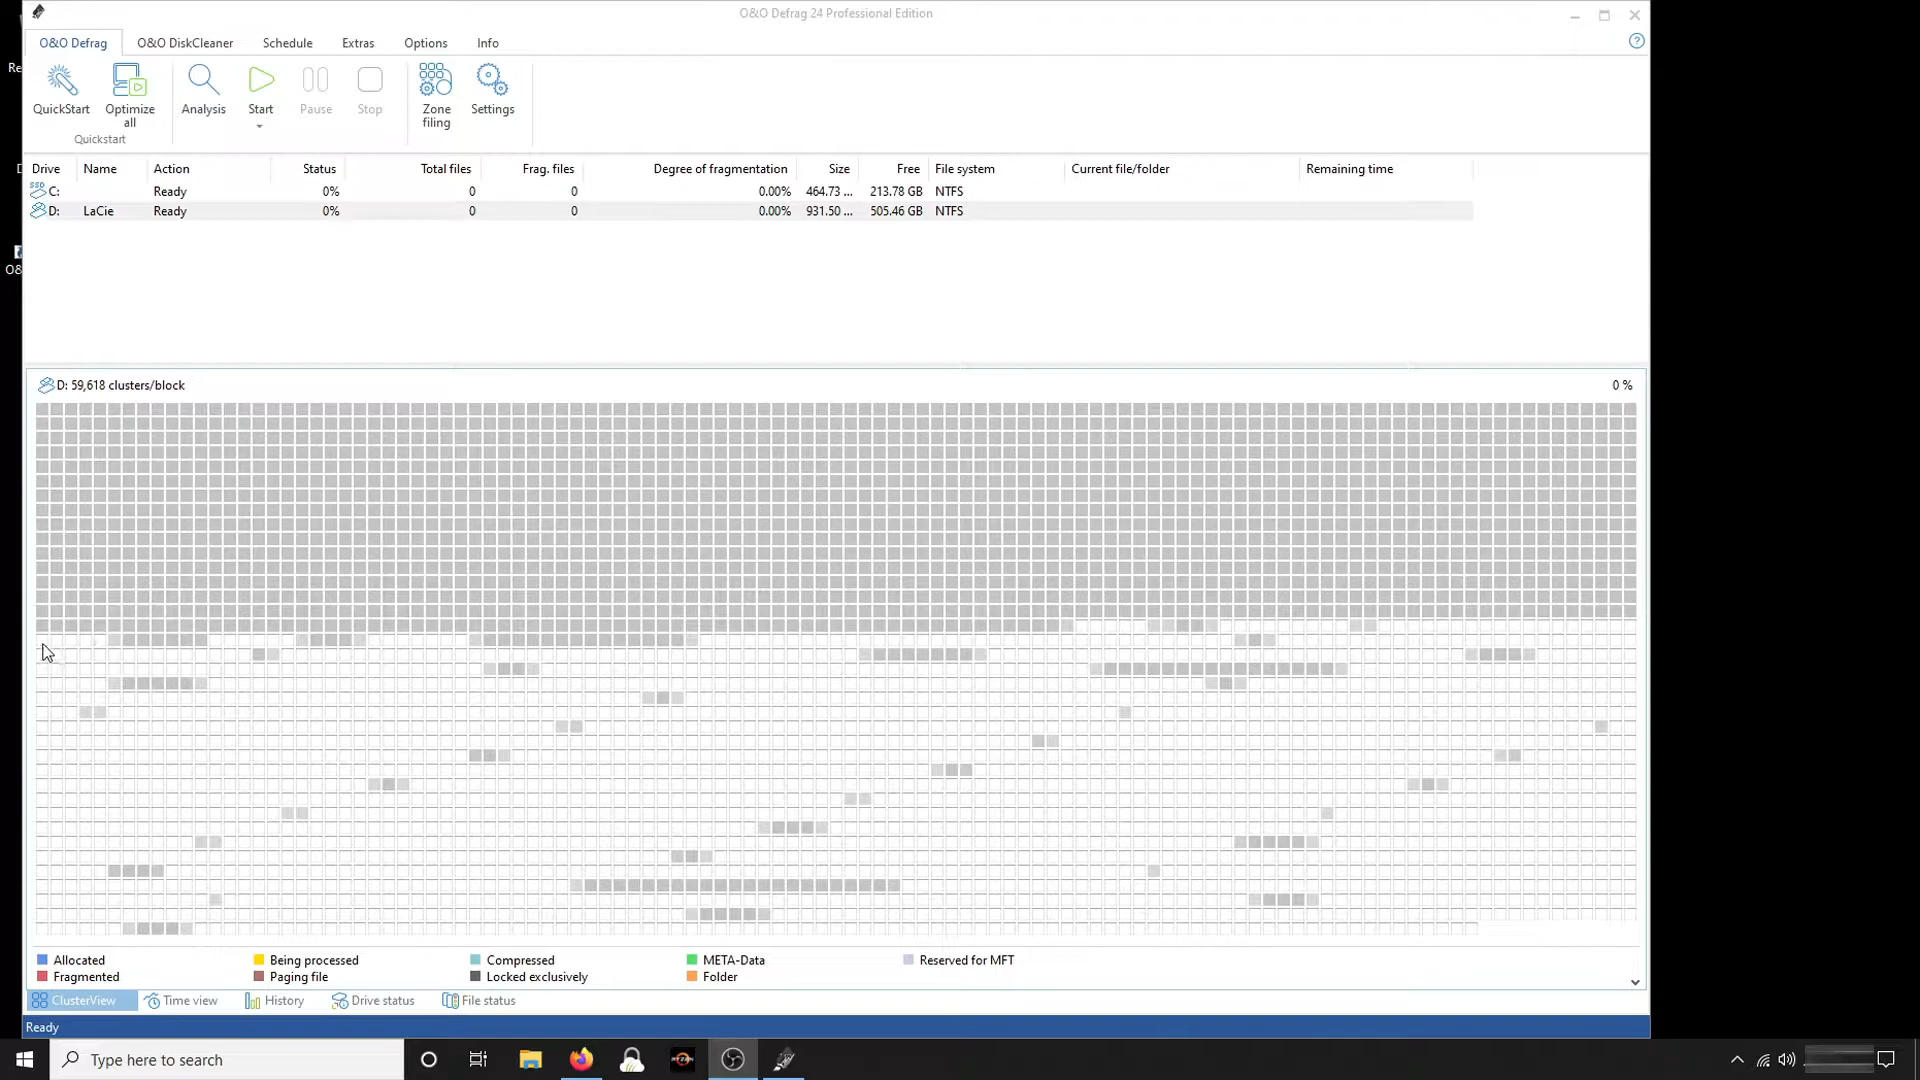 O&O Defrag 24 Professional Edition
O&O Defrag O&O DiskCleaner Schedule Extras Options Info
Re
QuickStart Optimize all Analysis Start Pause Stop Zone filing Settings
Quickstart
Drive Name Action Status Total files Frag. files Degree of fragmentation Size Free File system Current file/folder Remaining time
SSD C: Ready 0% 0 0 0.00% 464.73 ... 213.78 GB NTFS
D: LaCie Ready 0% 0 0 0.00% 931.50 ... 505.46 GB NTFS
O&
D: 59,618 clusters/block 0 %
Allocated Being processed Compressed META-Data Reserved for MFT
Fragmented Paging file Locked exclusively Folder
ClusterView Time view History Drive status File status
Ready
Type here to search
RYZEN